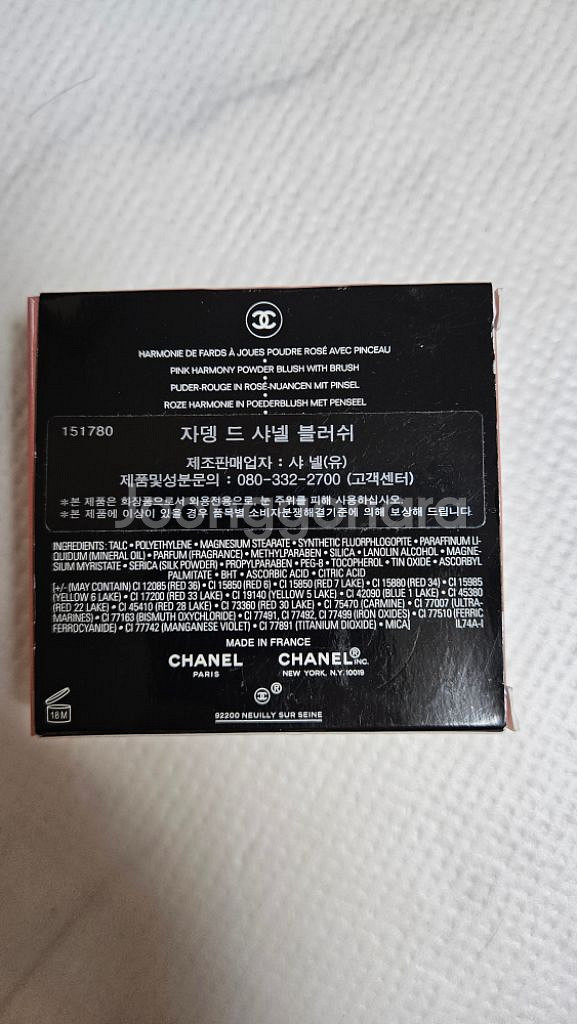 HARMONIE DE FARDS À JOUES POUDRE ROSÉ AVEC PINCEAU
PINK HARMONY POWDER BLUSH WITH BRUSH
PUDER-ROUGE IN ROSÉ-NUANCEN MIT PINSEL
ROZE HARMONIE IN POEDERBLUSH MET PENSEEL
151780 자뎅 드 샤넬 블러쉬
제조판매업자 : 샤 넬(유)
제품및성분문의 : 080-332-2700 (고객센터)
※본 제품은 화장품으로서 외용전용으로, 눈 주위를 피해 사용하십시오.
※본 제품에 이상이 있을 경우 품목별 소비자분쟁해결기준에 의해 보상해 드립니다.
Joonggonara
INGREDIENTS: TALC • POLYETHYLENE • MAGNESIUM STEARATE • SYNTHETIC FLUORPHLOGOPITE • PARAFFINUM LI-
QUIDUM (MINERAL OIL) • PARFUM (FRAGRANCE) • METHYLPARABEN • SILICA • LANOLIN ALCOHOL • MAGNE-
SIUM MYRISTATE • SERICA (SILK POWDER) • PROPYLPARABEN • PEG-8 • TOCOPHEROL • TIN OXIDE • ASCORBYL
PALMITATE • BHT • ASCORBIC ACID • CITRIC ACID
[+/- (MAY CONTAIN) CI 12085 (RED 36) • CI 15850 (RED 6) • CI 15850 (RED 7 LAKE) • CI 15880 (RED 34) • CI 15985
(YELLOW 6 LAKE) • CI 17200 (RED 33 LAKE) • CI 19140 (YELLOW 5 LAKE) • CI 42090 (BLUE 1 LAKE) • CI 45380
(RED 22 LAKE) • CI 45410 (RED 28 LAKE) • CI 73360 (RED 30 LAKE) • CI 75470 (CARMINE) • CI 77007 (ULTRA-
MARINES) • CI 77163 (BISMUTH OXYCHLORIDE) • CI 77491, CI 77492, CI 77499 (IRON OXIDES) • CI 77510 (FERRIC
FERROCYANIDE) • CI 77742 (MANGANESE VIOLET) • CI 77891 (TITANIUM DIOXIDE) • MICA] IL74A-I
MADE IN FRANCE
CHANEL CHANEL® INC.
PARIS NEW YORK, N.Y. 10019
®
18 M
92200 NEUILLY SUR SEINE